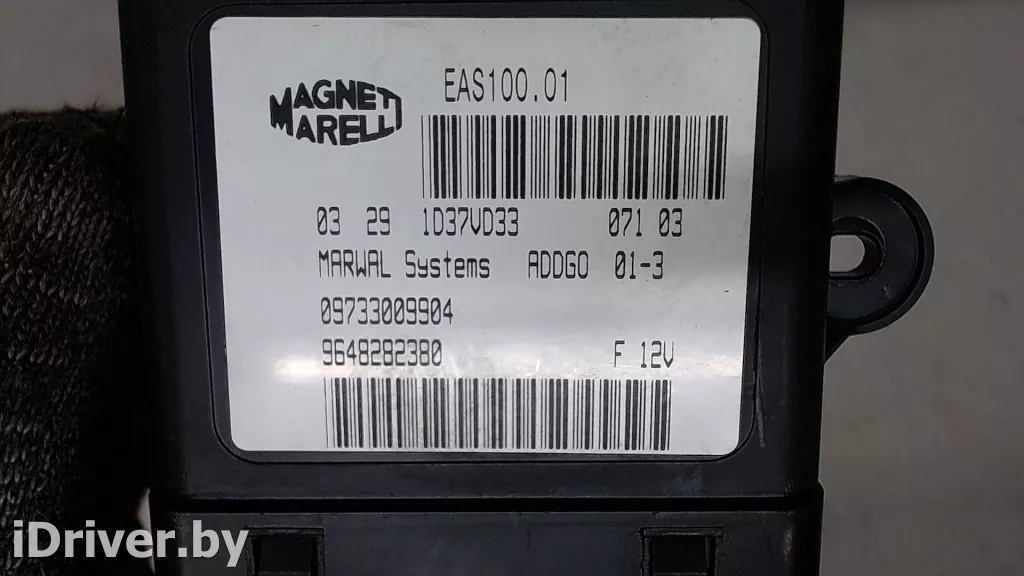 MAGNETI
MARELLI
EAS100.01
03 29 1D37VD33 071 03
MARWAL Systems ADDGO 01-3
09733009904
9648282380 F 12V
iDriver.by